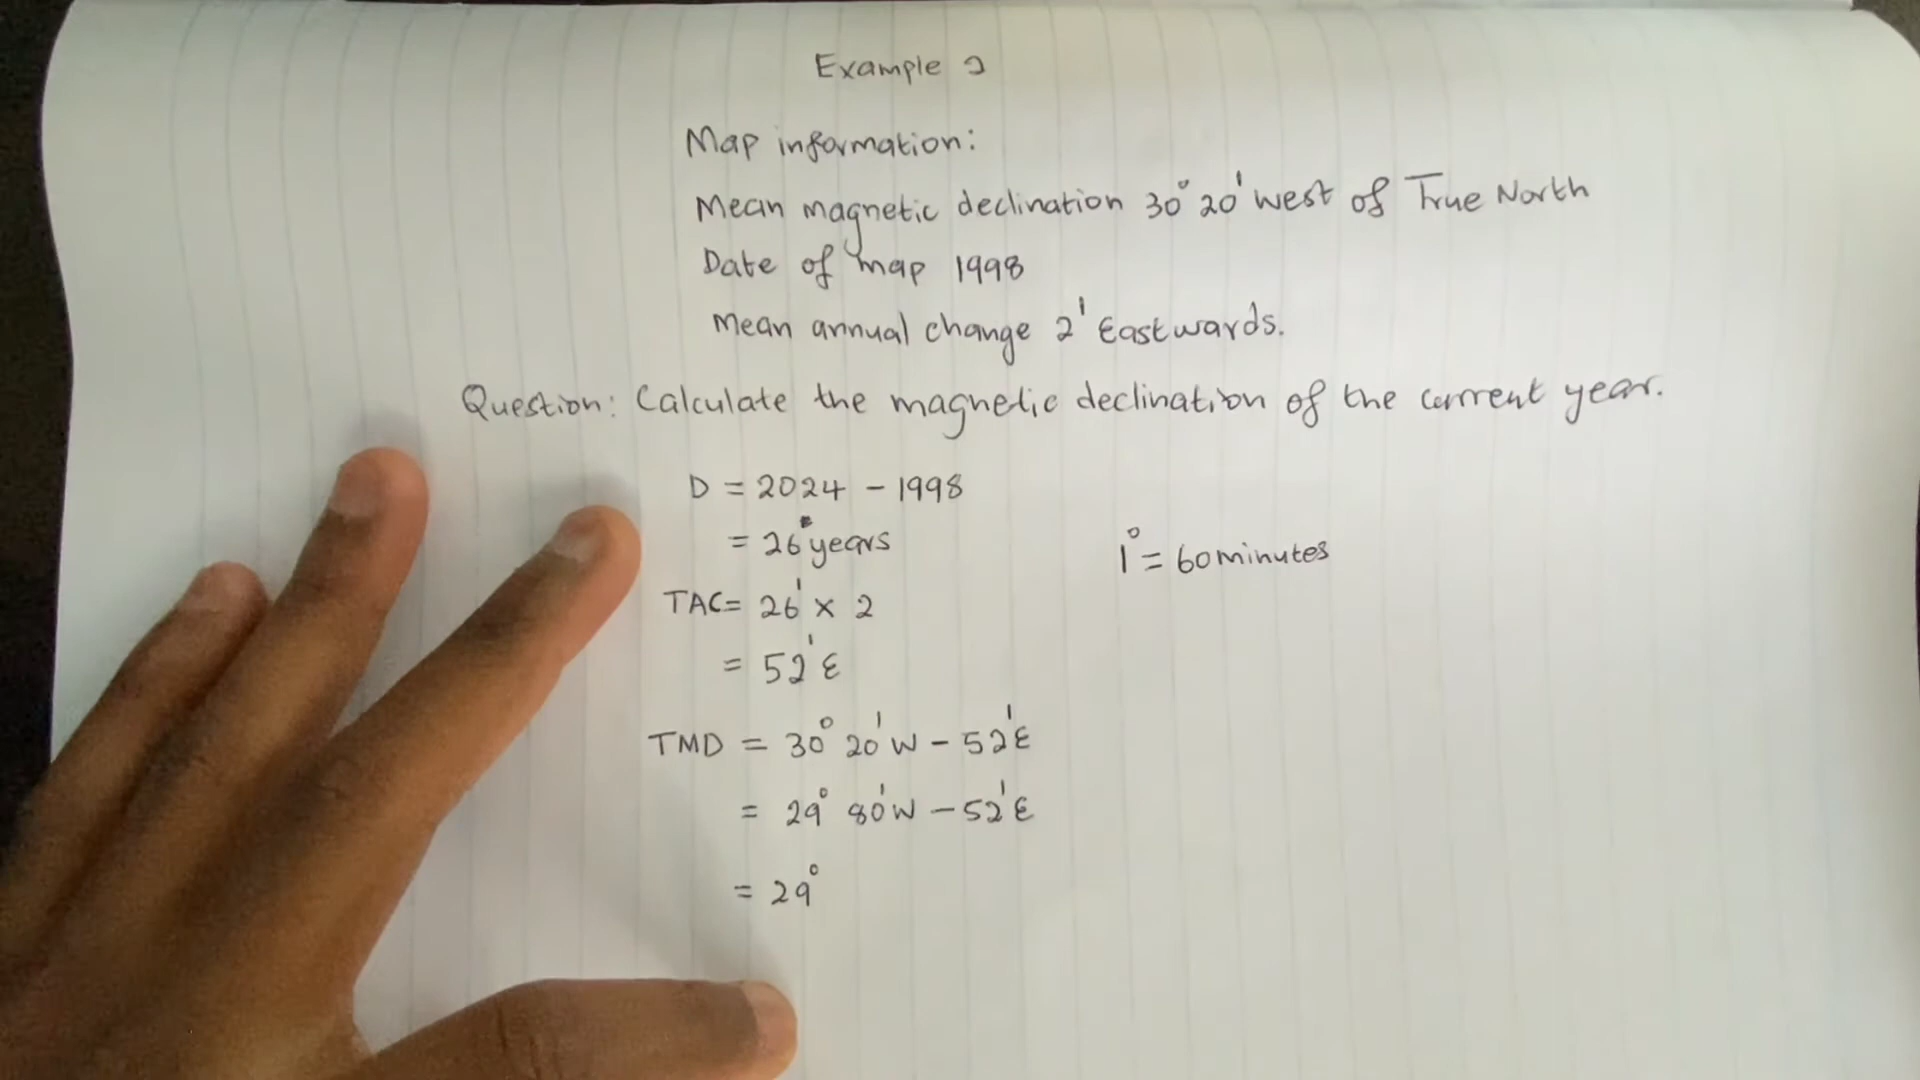 Example 2
Map information:
Mean magnetic declination 30° 20' west of True North
Date of map 1998
Mean annual change 2' Eastwards.
Question: Calculate the magnetic declination of the current year.
D = 2024 - 1998
= 26 years
1° = 60 minutes
TAC = 26' x 2
= 52' E
TMD = 30° 20' W - 52' E
= 29° 80' W - 52' E
= 29°